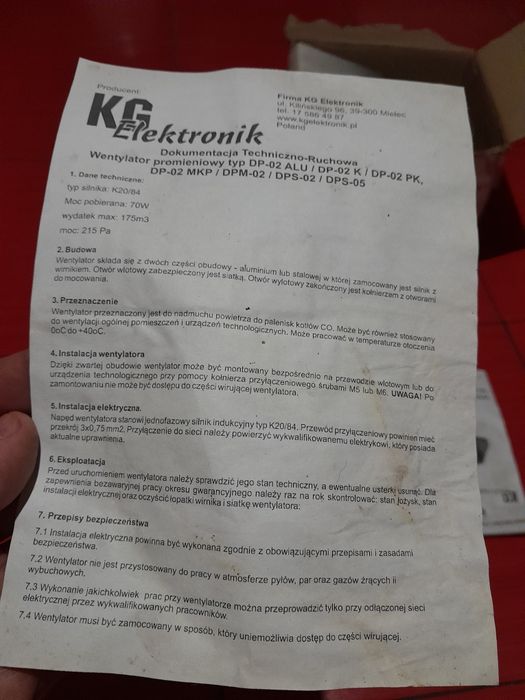 Producent:
KG Elektronik
Firma KG Elektronik
ul. Kilińskiego 96, 39-300 Mielec
tel. 17 586 49 87
www.kgelektronik.pl
Poland
Dokumentacja Techniczno-Ruchowa
Wentylator promieniowy typ DP-02 ALU / DP-02 K / DP-02 PK,
DP-02 MKP / DPM-02 / DPS-02 / DPS-05
1. Dane techniczne:
typ silnika: K20/84
Moc pobierana: 70W
wydatek max: 175m3
moc: 215 Pa
2. Budowa
Wentylator składa się z dwóch części obudowy - aluminium lub stalowej w której zamocowany jest silnik z
wirnikiem. Otwór wlotowy zabezpieczony jest siatką. Otwór wylotowy zakończony jest kołnierzem z otworami
do mocowania.
3. Przeznaczenie
Wentylator przeznaczony jest do nadmuchu powietrza do palenisk kotłów CO. Może być również stosowany
do wentylacji ogólnej pomieszczeń i urządzeń technologicznych. Może pracować w temperaturze otoczenia
0oC do +40oC.
4. Instalacja wentylatora
Dzięki zwartej obudowie wentylator może być montowany bezpośrednio na przewodzie wlotowym lub do
urządzenia technologicznego przy pomocy kołnierza przyłączeniowego śrubami M5 lub M6. UWAGA! Po
zamontowaniu nie może być dostępu do części wirującej wentylatora.
5. Instalacja elektryczna.
Napęd wentylatora stanowi jednofazowy silnik indukcyjny typ K20/84. Przewód przyłączeniowy powinien mieć
przekrój 3x0,75mm2. Przyłączenie do sieci należy powierzyć wykwalifikowanemu elektrykowi, który posiada
aktualne uprawnienia.
6. Eksploatacja
Przed uruchomieniem wentylatora należy sprawdzić jego stan techniczny, a ewentualne usterki usunąć. Dla
zapewnienia bezawaryjnej pracy okresu gwarancyjnego należy raz na rok skontrolować: stan łożysk, stan
instalacji elektrycznej oraz oczyścić łopatki wirnika i siatkę wentylatora:
7. Przepisy bezpieczeństwa
7.1 Instalacja elektryczna powinna być wykonana zgodnie z obowiązującymi przepisami i zasadami
bezpieczeństwa.
7.2 Wentylator nie jest przystosowany do pracy w atmosferze pyłów, par oraz gazów żrących ii
wybuchowych.
7.3 Wykonanie jakichkolwiek prac przy wentylatorze można przeprowadzić tylko przy odłączonej sieci
elektrycznej przez wykwalifikowanych pracowników.
7.4 Wentylator musi być zamocowany w sposób, który uniemożliwia dostęp do części wirującej.